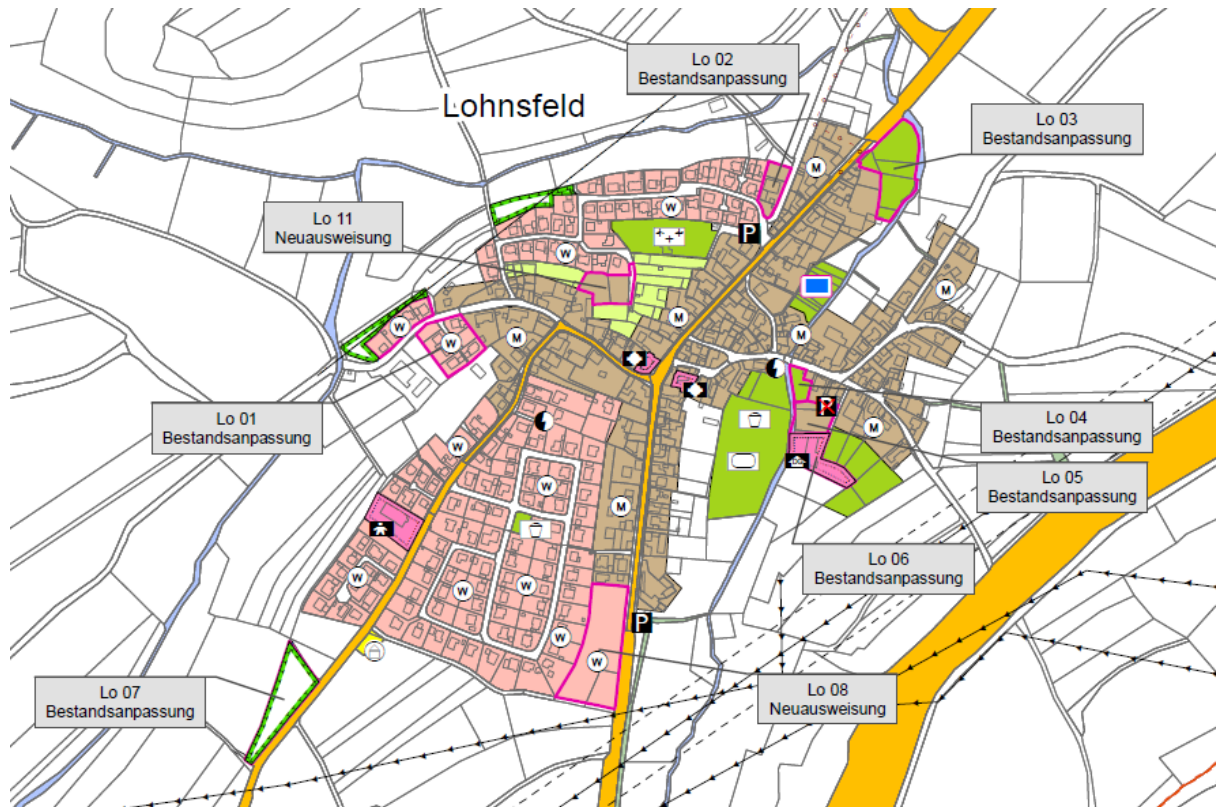 Lo 02
Bestandsanpassung
Lohnsfeld
Lo 03
Bestandsanpassung
M
Lo 11
Neuausweisung
W
P
W
M
W
M
M
W
M
Lo 01
Bestandsanpassung
Lo 04
Bestandsanpassung
P
M
W
Lo 05
Bestandsanpassung
W
M
Lo 06
Bestandsanpassung
W
W
W
P
W
W
Lo 07
Bestandsanpassung
Lo 08
Neuausweisung